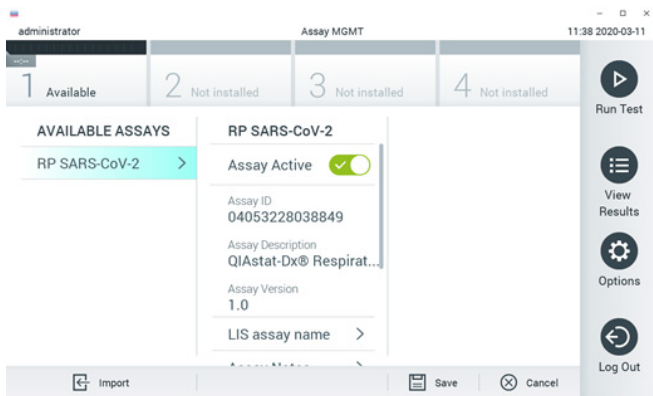 administrator
Assay MGMT
11:38 2020-03-11
1 Available
2 Not installed
3 Not installed
4 Not installed
AVAILABLE ASSAYS
RP SARS-CoV-2
RP SARS-CoV-2
Assay Active
Assay ID
04053228038849
Assay Description
QIAstat-Dx® Respirat...
Assay Version
1.0
LIS assay name
Import
Save
Cancel
Run Test
View
Results
Options
Log Out